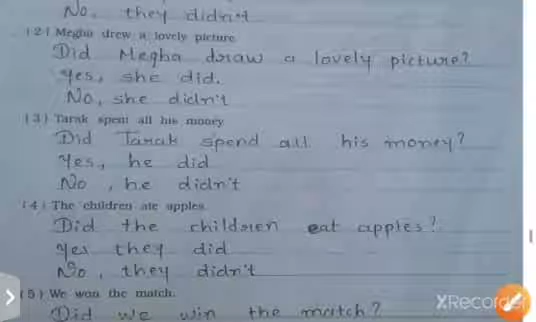 No, they didn't
(2) Megha drew a lovely picture.
Did Megha draw a lovely picture?
Yes, she did.
No, she didn't
(3) Tarak spent all his money.
Did Tarak spend all his money?
Yes, he did
No, he didn't
(4) The children ate apples.
Did the children eat apples?
Yes they did
No, they didn't
(5) We won the match.
Did we win the match?
XRecorder